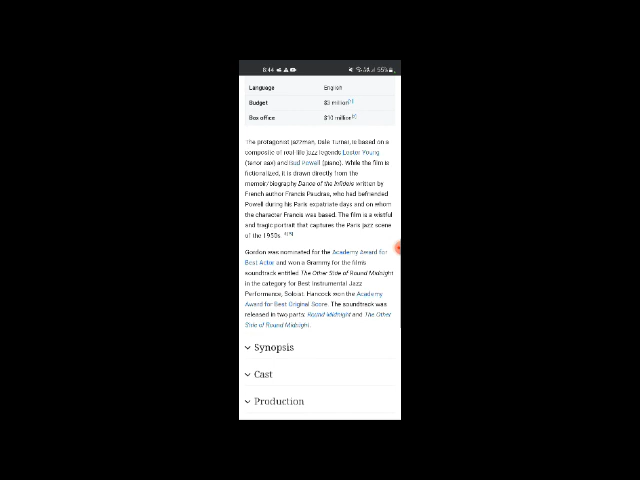 8:44
55%
Language English
Budget $3 million[1]
Box office $10 million[2]
The protagonist jazzman, Dale Turner, is based on a
composite of real-life jazz legends Lester Young
(tenor sax) and Bud Powell (piano). While the film is
fictionalized, it is drawn directly from the
memoir/biography Dance of the Infidels written by
French author Francis Paudras, who had befriended
Powell during his Paris expatriate days and on whom
the character Francis was based. The film is a wistful
and tragic portrait that captures the Paris jazz scene
of the 1950s.
Gordon was nominated for the Academy Award for
Best Actor and won a Grammy for the film's
soundtrack entitled The Other Side of Round Midnight
in the category for Best Instrumental Jazz
Performance, Soloist. Hancock won the Academy
Award for Best Original Score. The soundtrack was
released in two parts: Round Midnight and The Other
Side of Round Midnight.
Synopsis
Cast
Production